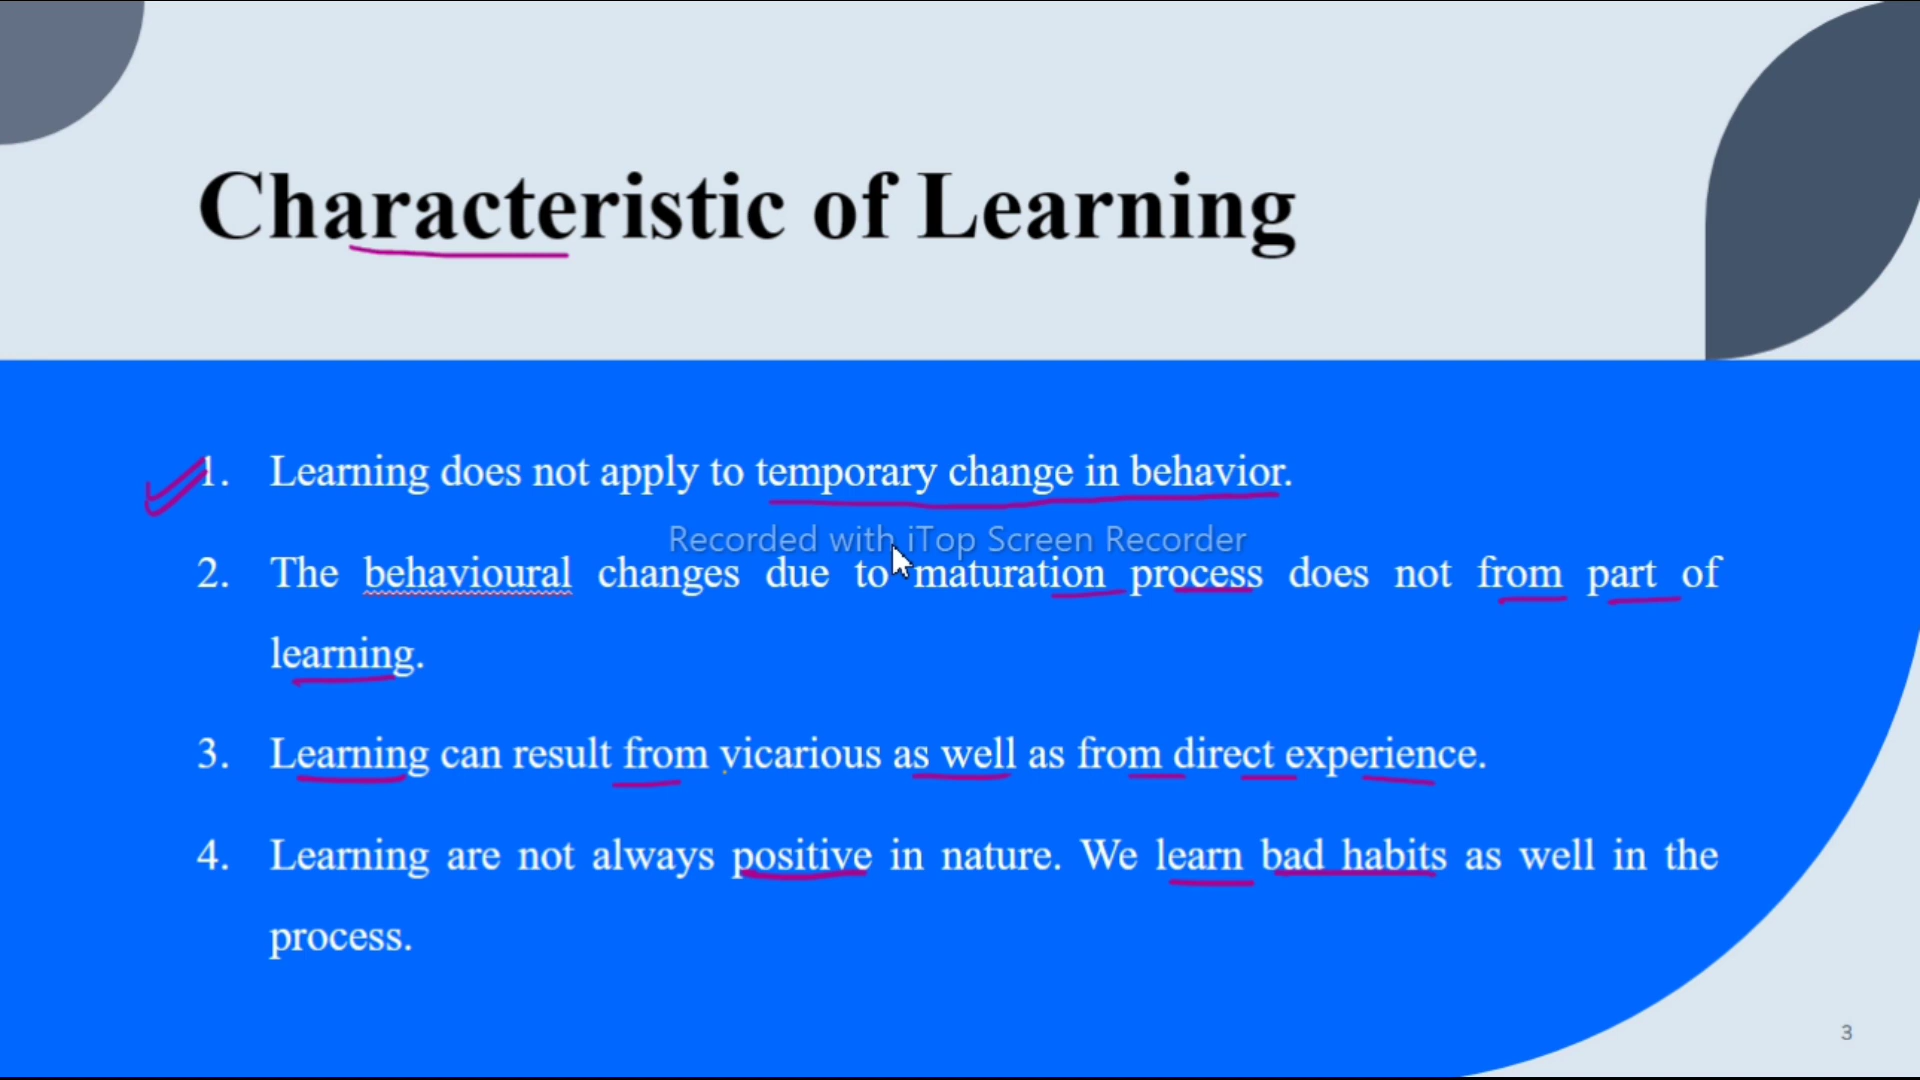 Characteristic of Learning
1. Learning does not apply to temporary change in behavior.
Recorded with iTop Screen Recorder
2. The behavioural changes due to maturation process does not from part of
learning.
3. Learning can result from vicarious as well as from direct experience.
4. Learning are not always positive in nature. We learn bad habits as well in the
process.
3